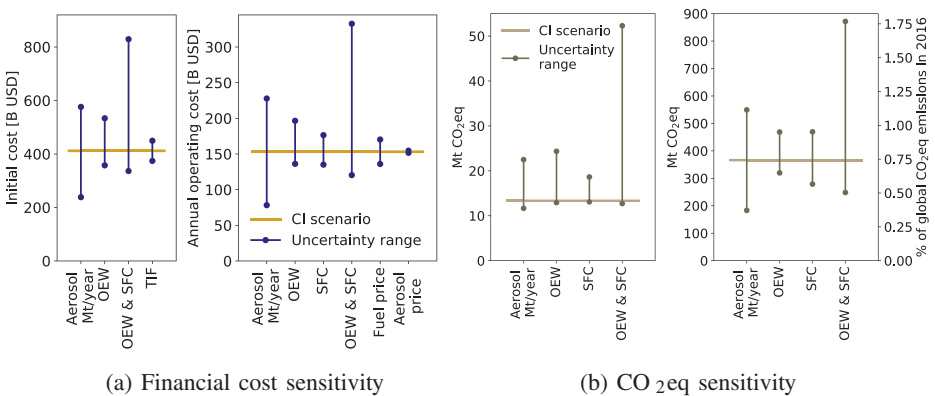 Initial cost [B USD]
800
600
400
200
0
Aerosol
Mt/year
OEW
OEW & SFC
TIF
Annual operating cost [B USD]
300
250
200
150
100
50
0
CI scenario
Uncertainty range
Aerosol
Mt/year
OEW
SFC
OEW & SFC
Fuel price
Aerosol
price
(a) Financial cost sensitivity
Mt CO2eq
50
40
30
20
10
0
CI scenario
Uncertainty
range
Aerosol
Mt/year
OEW
SFC
OEW & SFC
Mt CO2eq
900
800
700
600
500
400
300
200
100
0
Aerosol
Mt/year
OEW
SFC
OEW & SFC
1.75
1.50
1.25
1.00
0.75
0.50
0.25
0.00
% of global CO2eq emissions in 2016
(b) CO 2eq sensitivity